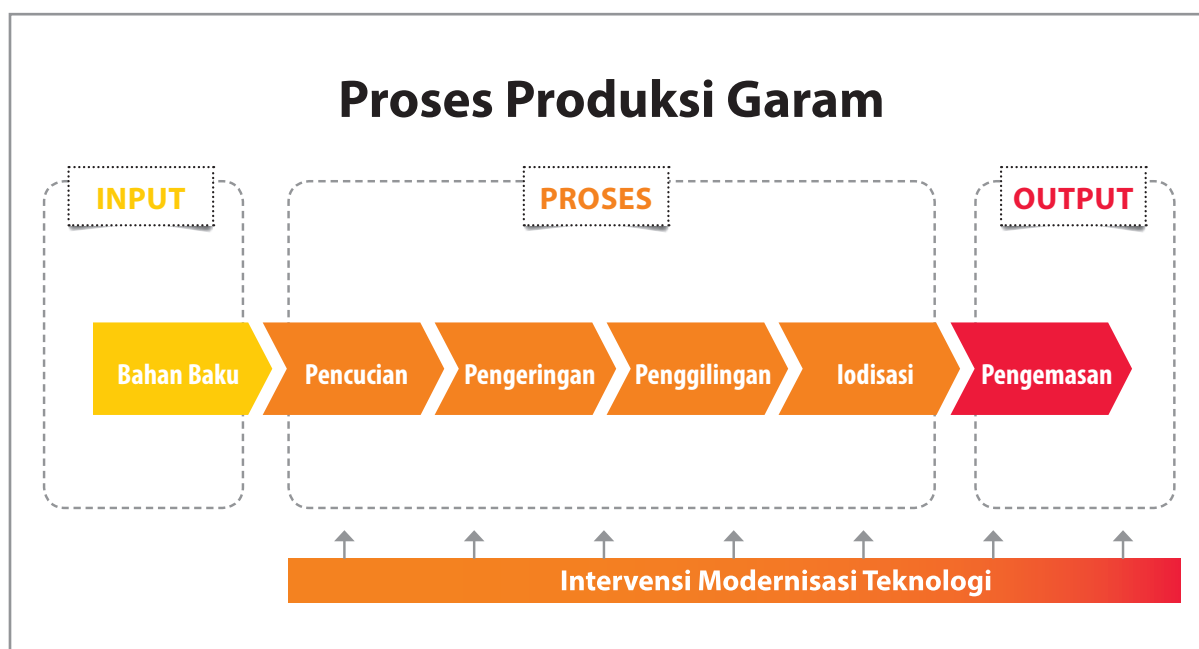 Proses Produksi Garam
INPUT
PROSES
OUTPUT
Bahan Baku
Pencucian
Pengeringan
Penggilingan
Iodisasi
Pengemasan
Intervensi Modernisasi Teknologi